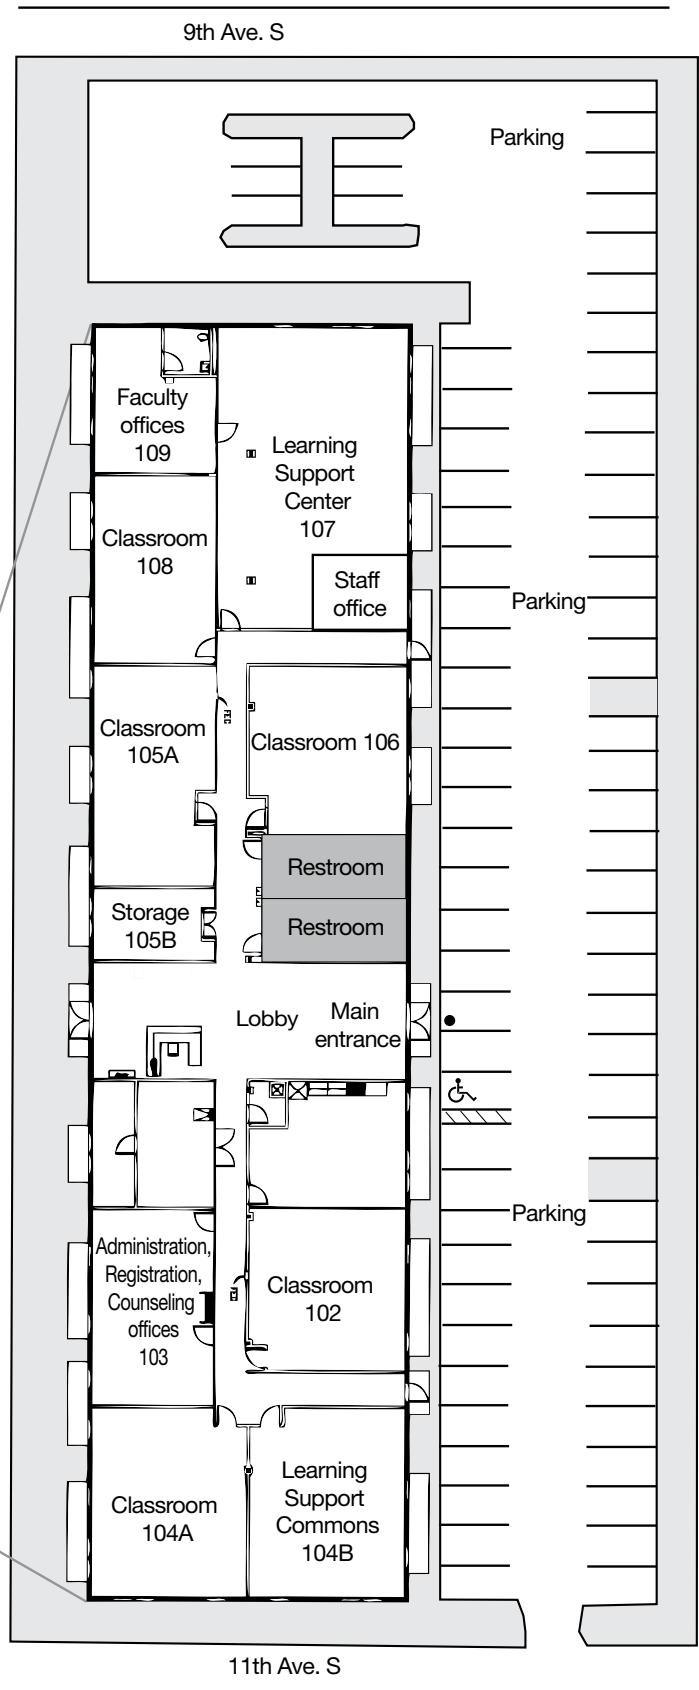 9th Ave. S
Parking
Faculty
offices
109
Learning
Support
Center
107
Classroom
108
Staff
office
Parking
Classroom
105A
FEC
Classroom 106
Restroom
Storage
105B
Restroom
Lobby
Main
entrance
Parking
Administration,
Registration,
Counseling
offices
103
Classroom
102
Classroom
104A
Learning
Support
Commons
104B
11th Ave. S